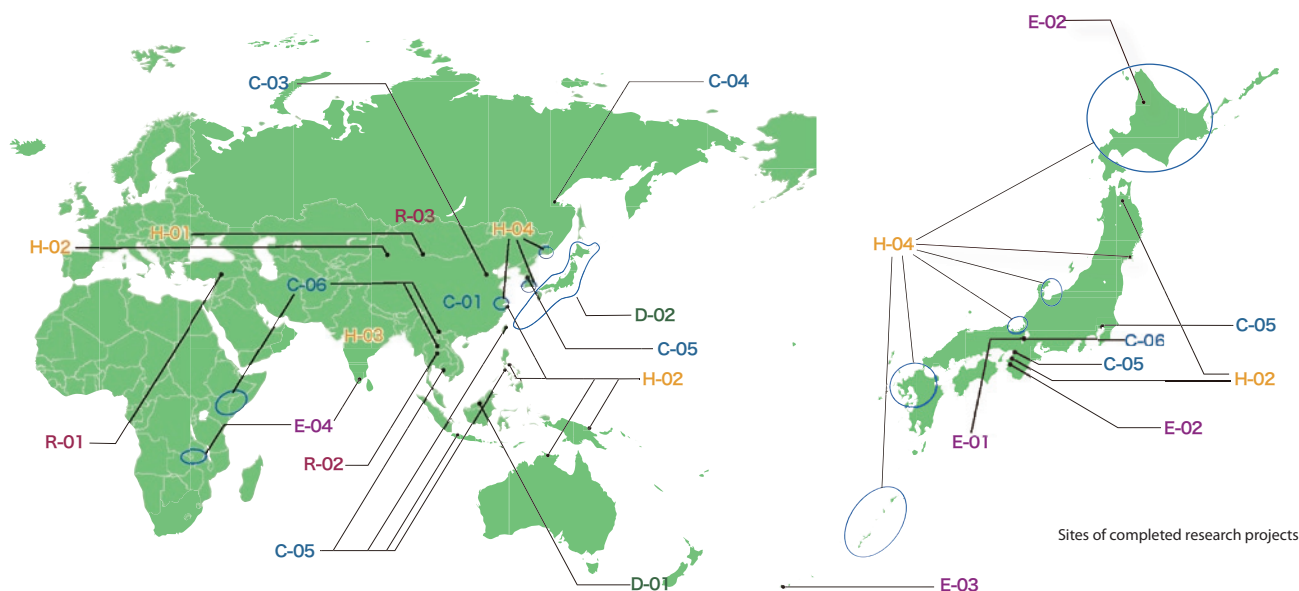 E-02
C-03
C-04
R-03
H-04
H-01
H-02
H-04
C-06
C-01
D-02
C-05
H-03
C-06
C-05
C-05
H-02
H-02
E-04
R-01
E-02
E-01
R-02
C-05
Sites of completed research projects
D-01
E-03